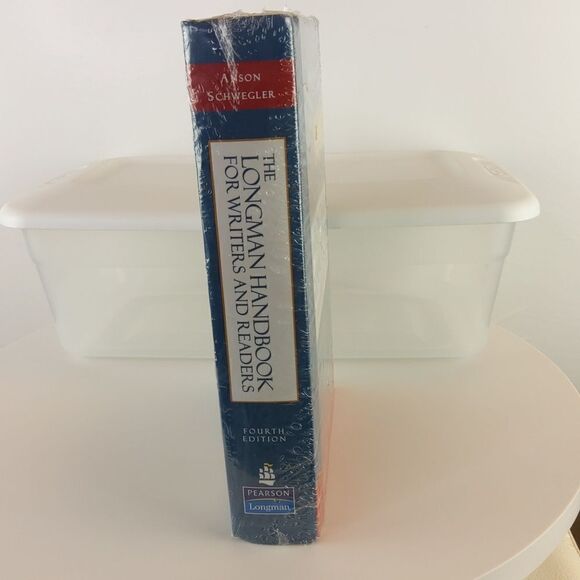 ANSON
SCHWEGLER
THE
LONGMAN HANDBOOK
FOR WRITERS AND READERS
FOURTH
EDITION
PEARSON
Longman